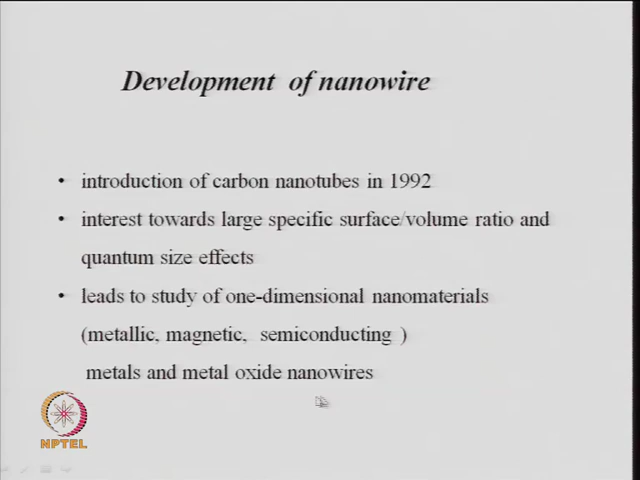 Development of nanowire
• introduction of carbon nanotubes in 1992
• interest towards large specific surface/volume ratio and
quantum size effects
• leads to study of one-dimensional nanomaterials
(metallic, magnetic, semiconducting )
metals and metal oxide nanowires
NPTEL